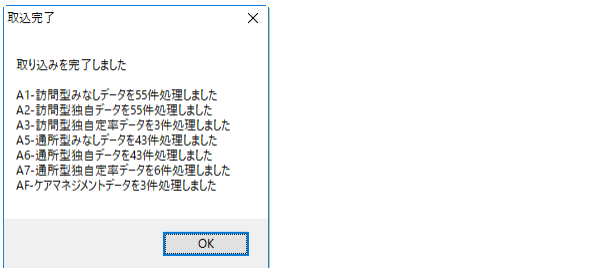 取込完了
取り込みを完了しました
A1-訪問型みなしデータを55件処理しました
A2-訪問型独自データを55件処理しました
A3-訪問型独自定率データを3件処理しました
A5-通所型みなしデータを43件処理しました
A6-通所型独自データを43件処理しました
A7-通所型独自定率データを6件処理しました
AF-ケアマネジメントデータを3件処理しました
OK